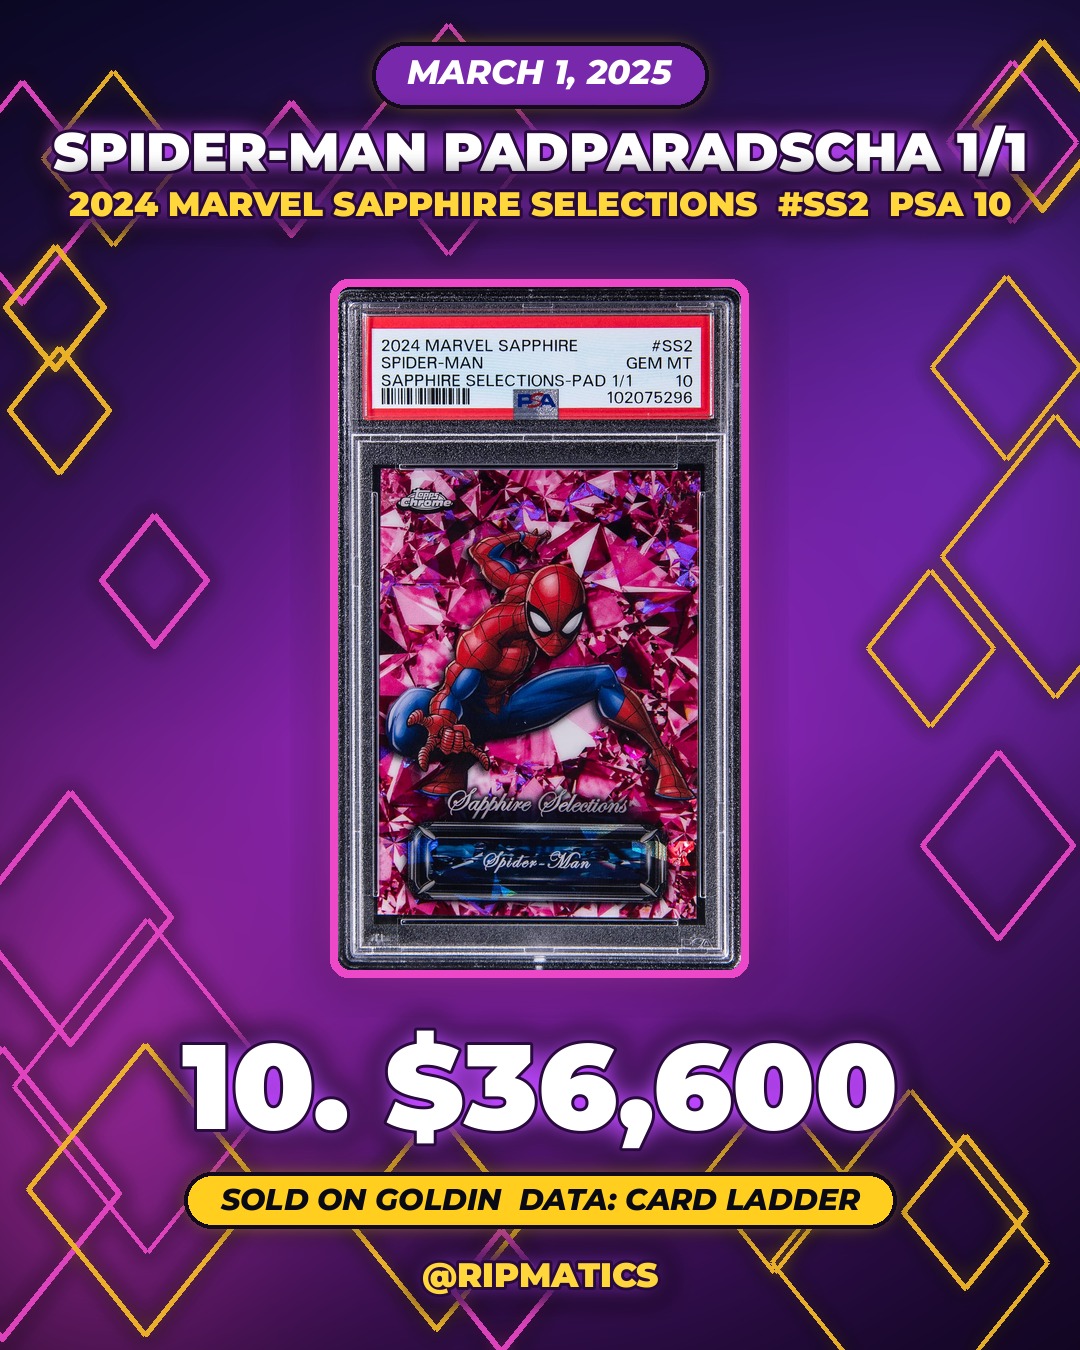 MARCH 1, 2025
SPIDER-MAN PADPARADSCHA 1/1
2024 MARVEL SAPPHIRE SELECTIONS #SS2 PSA 10
2024 MARVEL SAPPHIRE #SS2
SPIDER-MAN GEM MT
SAPPHIRE SELECTIONS-PAD 1/1 10
PSA 102075296
Topps
Chrome
Sapphire Selections
Spider-Man
10. $36,600
SOLD ON GOLDIN DATA: CARD LADDER
@RIPMATICS